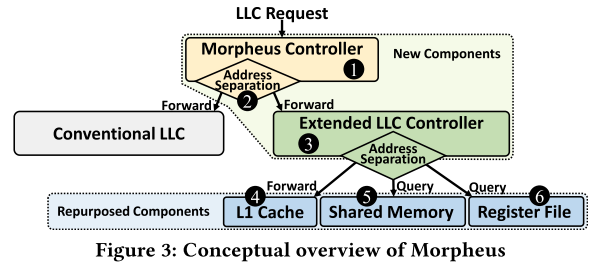 LLC Request
Morpheus Controller
1
New Components
Address
Separation
2
Forward
Forward
Conventional LLC
Extended LLC Controller
3
Address
Separation
Forward
Query
Query
Repurposed Components
4
L1 Cache
5
Shared Memory
6
Register File
Figure 3: Conceptual overview of Morpheus